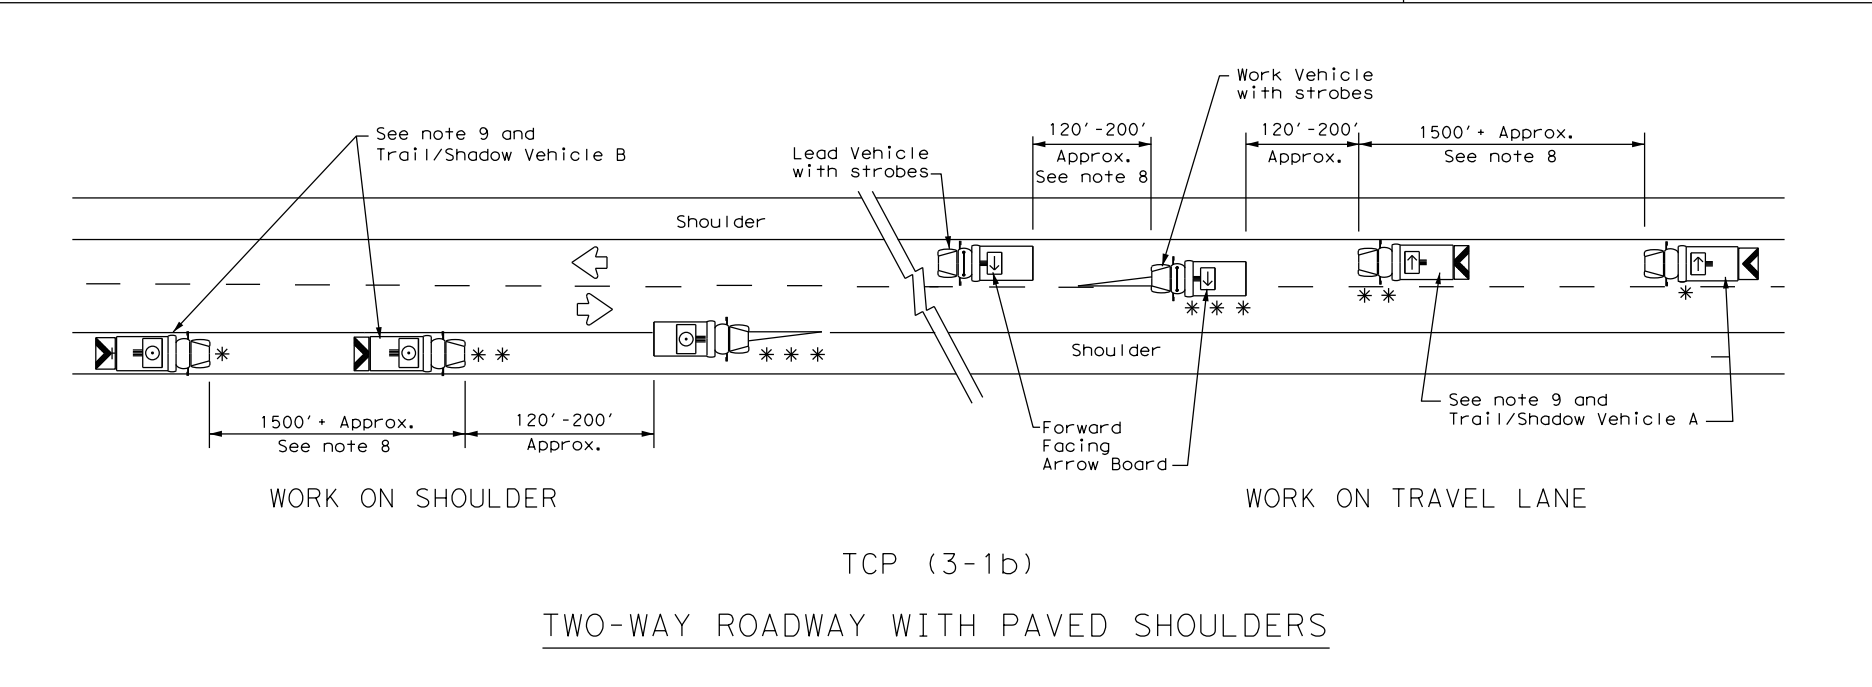 Work Vehicle
with strobes
See note 9 and
Trail/Shadow Vehicle B
Lead Vehicle
with strobes
120'-200'
Approx.
See note 8
120'-200'
Approx.
1500'+ Approx.
See note 8
Shoulder
Shoulder
* 
* *
* * *
* * *
* *
*
1500'+ Approx.
See note 8
120'-200'
Approx.
Forward
Facing
Arrow Board
See note 9 and
Trail/Shadow Vehicle A
WORK ON SHOULDER
WORK ON TRAVEL LANE
TCP (3-1b)
TWO-WAY ROADWAY WITH PAVED SHOULDERS